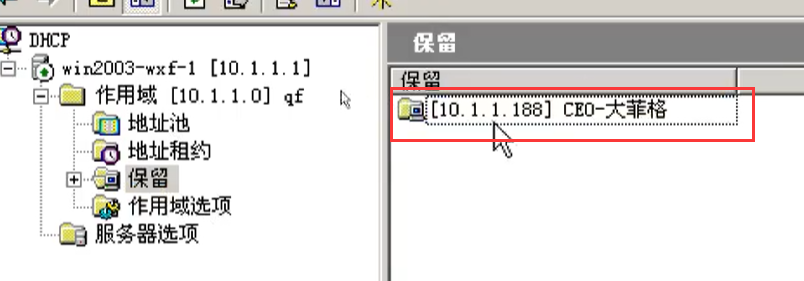 DHCP
win2003-wxf-1 [10.1.1.1]
作用域 [10.1.1.0] qf
地址池
地址租约
保留
作用域选项
服务器选项
保留
保留
[10.1.1.188] CEO-大菲格